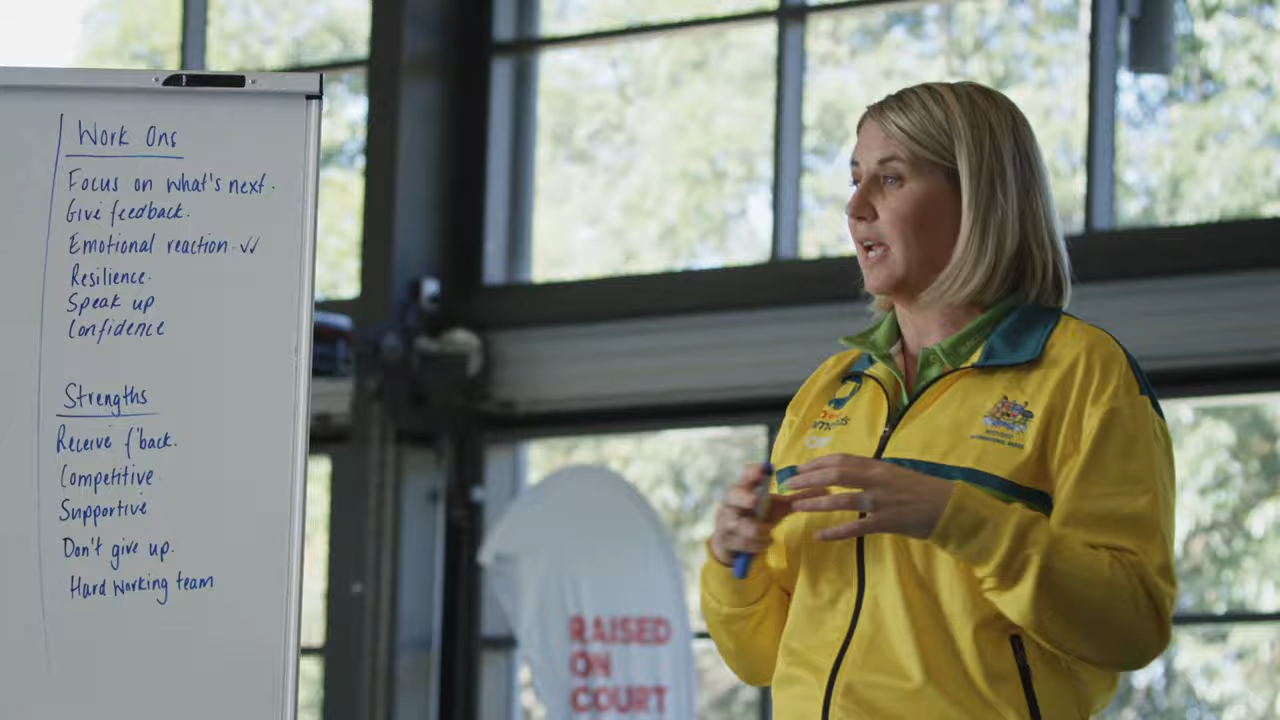 Work Ons
Focus on what's next.
Give feedback.
Emotional reaction. ✓✓
Resilience.
Speak up
Confidence
Strengths
Receive f'back.
Competitive
Supportive
Don't give up.
Hard working team
RAISED
ON
COURT